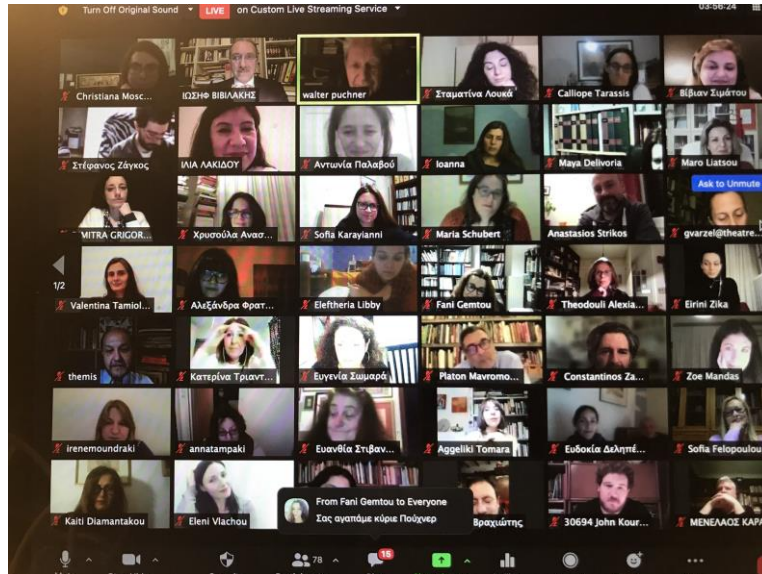 Turn Off Original Sound LIVE on Custom Live Streaming Service 03:56:24
Christiana Mosc... ΙΩΣΗΦ ΒΙΒΙΛΑΚΗΣ walter puchner Σταματίνα Λουκά Calliope Tarassis Βίβιαν Σιμάτου
Στέφανος Ζάγκος ΙΛΙΑ ΛΑΚΙΔΟΥ Αντωνία Παλαβού Ioanna Maya Delivoria Maro Liatsou
Ask to Unmute
MITRA GRIGOR... Χρυσούλα Ανασ... Sofia Karayianni Maria Schubert Anastasios Strikos gvarzel@theatre...
1/2
Valentina Tamiol... Αλεξάνδρα Φρατ... Eleftheria Libby Fani Gemtou Theodouli Alexia... Eirini Zika
themis Κατερίνα Τριαντ... Ευγενία Σωμαρά Platon Mavromo... Constantinos Za... Zoe Mandas
irenemoundraki annatampaki Ευανθία Στιβαν... Aggeliki Tomara Ευδοκία Δεληπέ... Sofia Felopoulou
From Fani Gemtou to Everyone
Σας αγαπάμε κύριε Πούχνερ
Kaiti Diamantakou Eleni Vlachou Βραχιώτης 30694 John Kour... ΜΕΝΕΛΑΟΣ ΚΑΡΑ
78 15